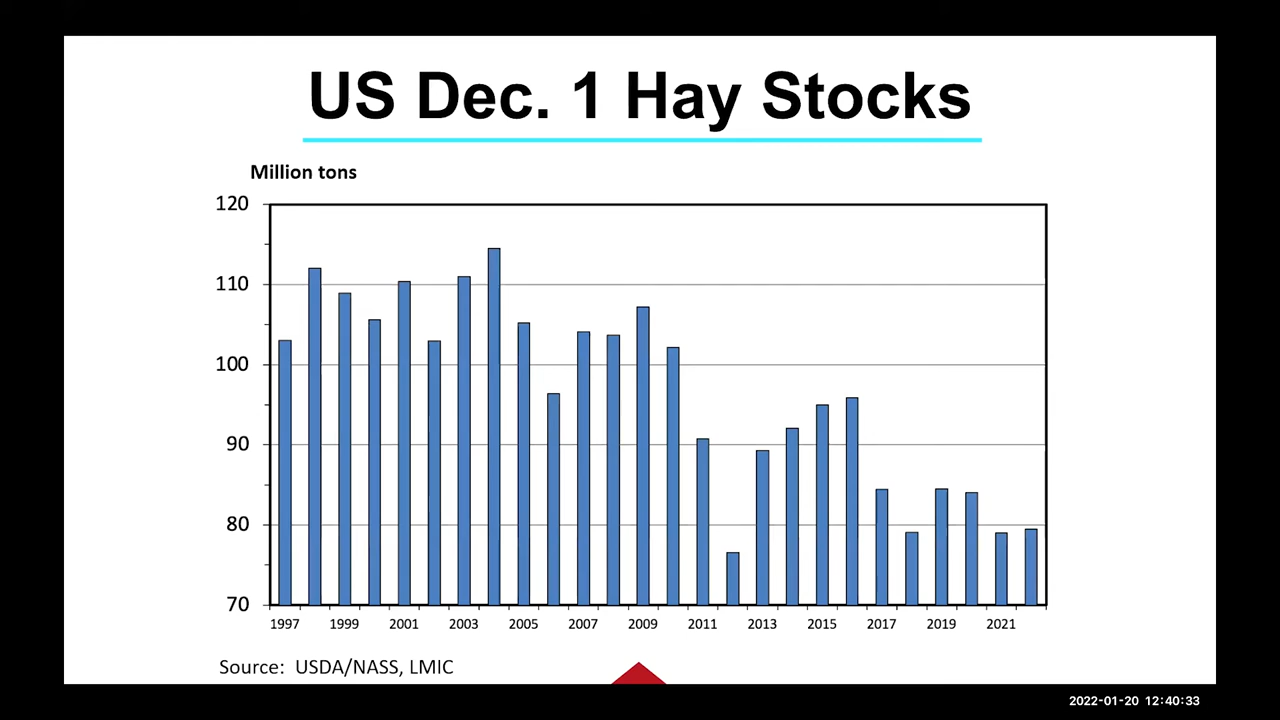 US Dec. 1 Hay Stocks
Million tons
120
110
100
90
80
70
1997 1999 2001 2003 2005 2007 2009 2011 2013 2015 2017 2019 2021
Source: USDA/NASS, LMIC
2022-01-20 12:40:33